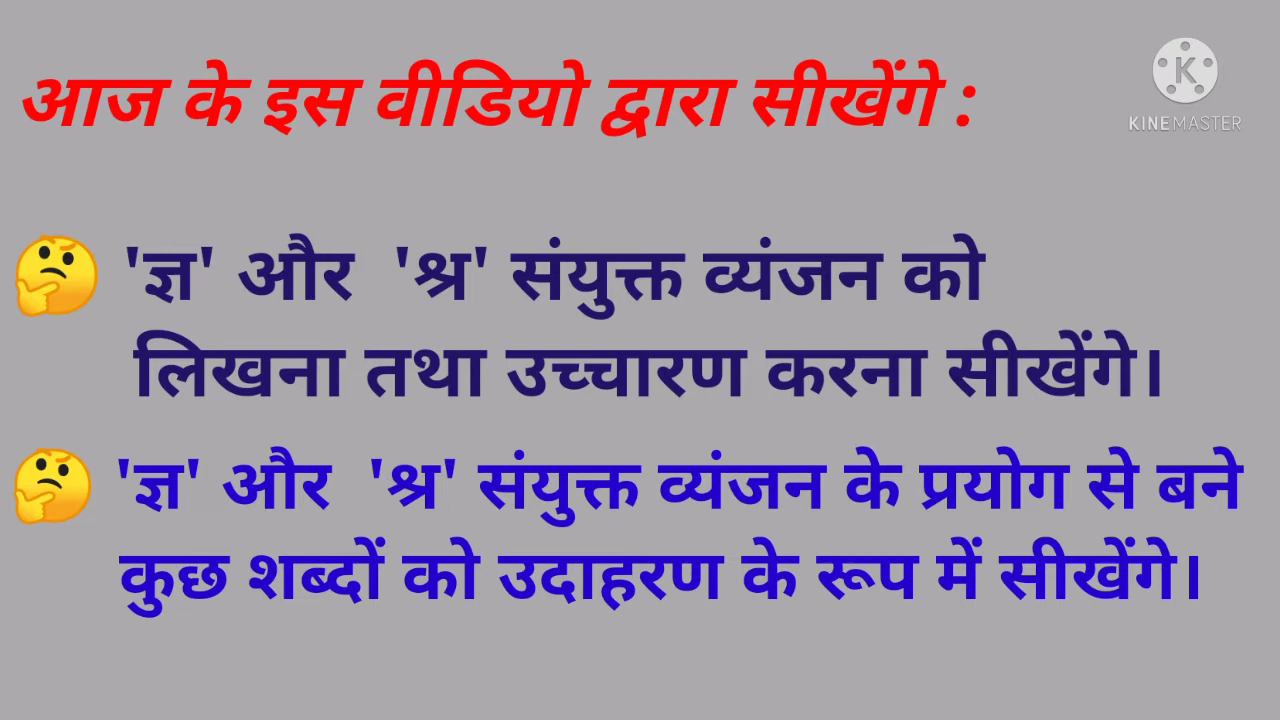 आज के इस वीडियो द्वारा सीखेंगे :
KINEMASTER
'ज्ञ' और 'श्र' संयुक्त व्यंजन को
लिखना तथा उच्चारण करना सीखेंगे।
'ज्ञ' और 'श्र' संयुक्त व्यंजन के प्रयोग से बने
कुछ शब्दों को उदाहरण के रूप में सीखेंगे।